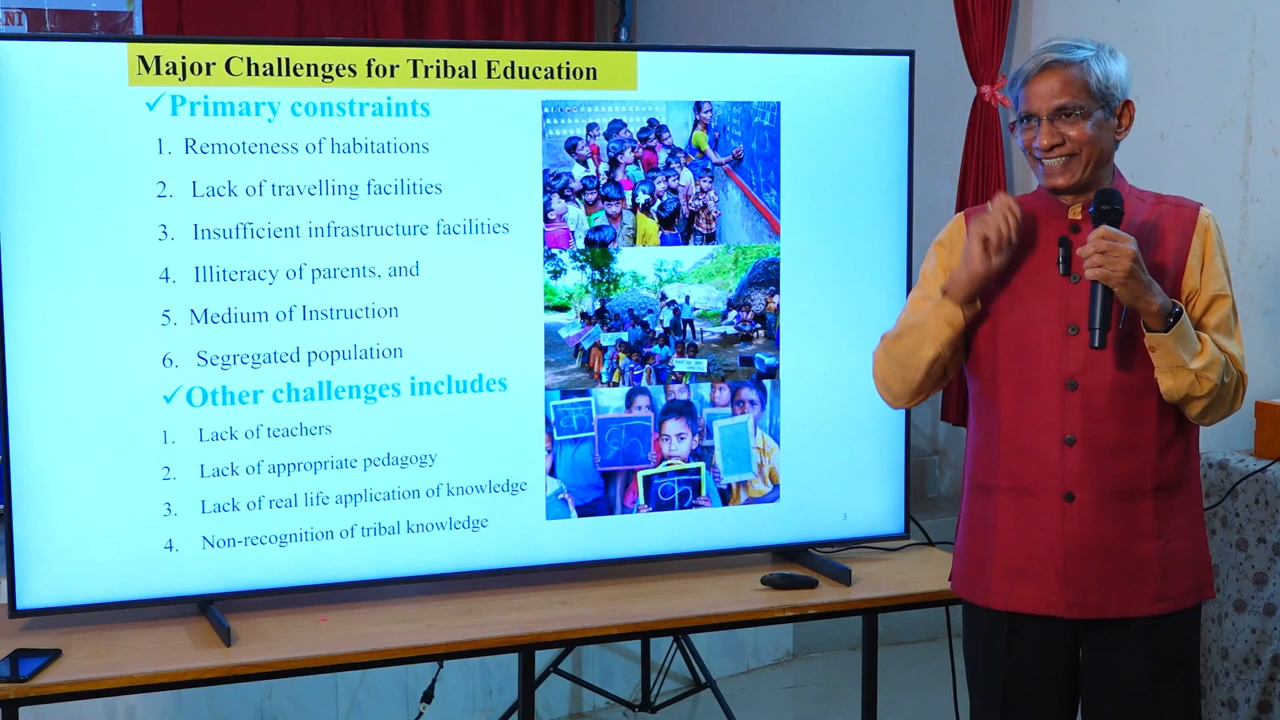 NI
Major Challenges for Tribal Education
✓Primary constraints
1. Remoteness of habitations
2. Lack of travelling facilities
3. Insufficient infrastructure facilities
4. Illiteracy of parents, and
5. Medium of Instruction
6. Segregated population
✓Other challenges includes
1. Lack of teachers
2. Lack of appropriate pedagogy
3. Lack of real life application of knowledge
4. Non-recognition of tribal knowledge
क
3